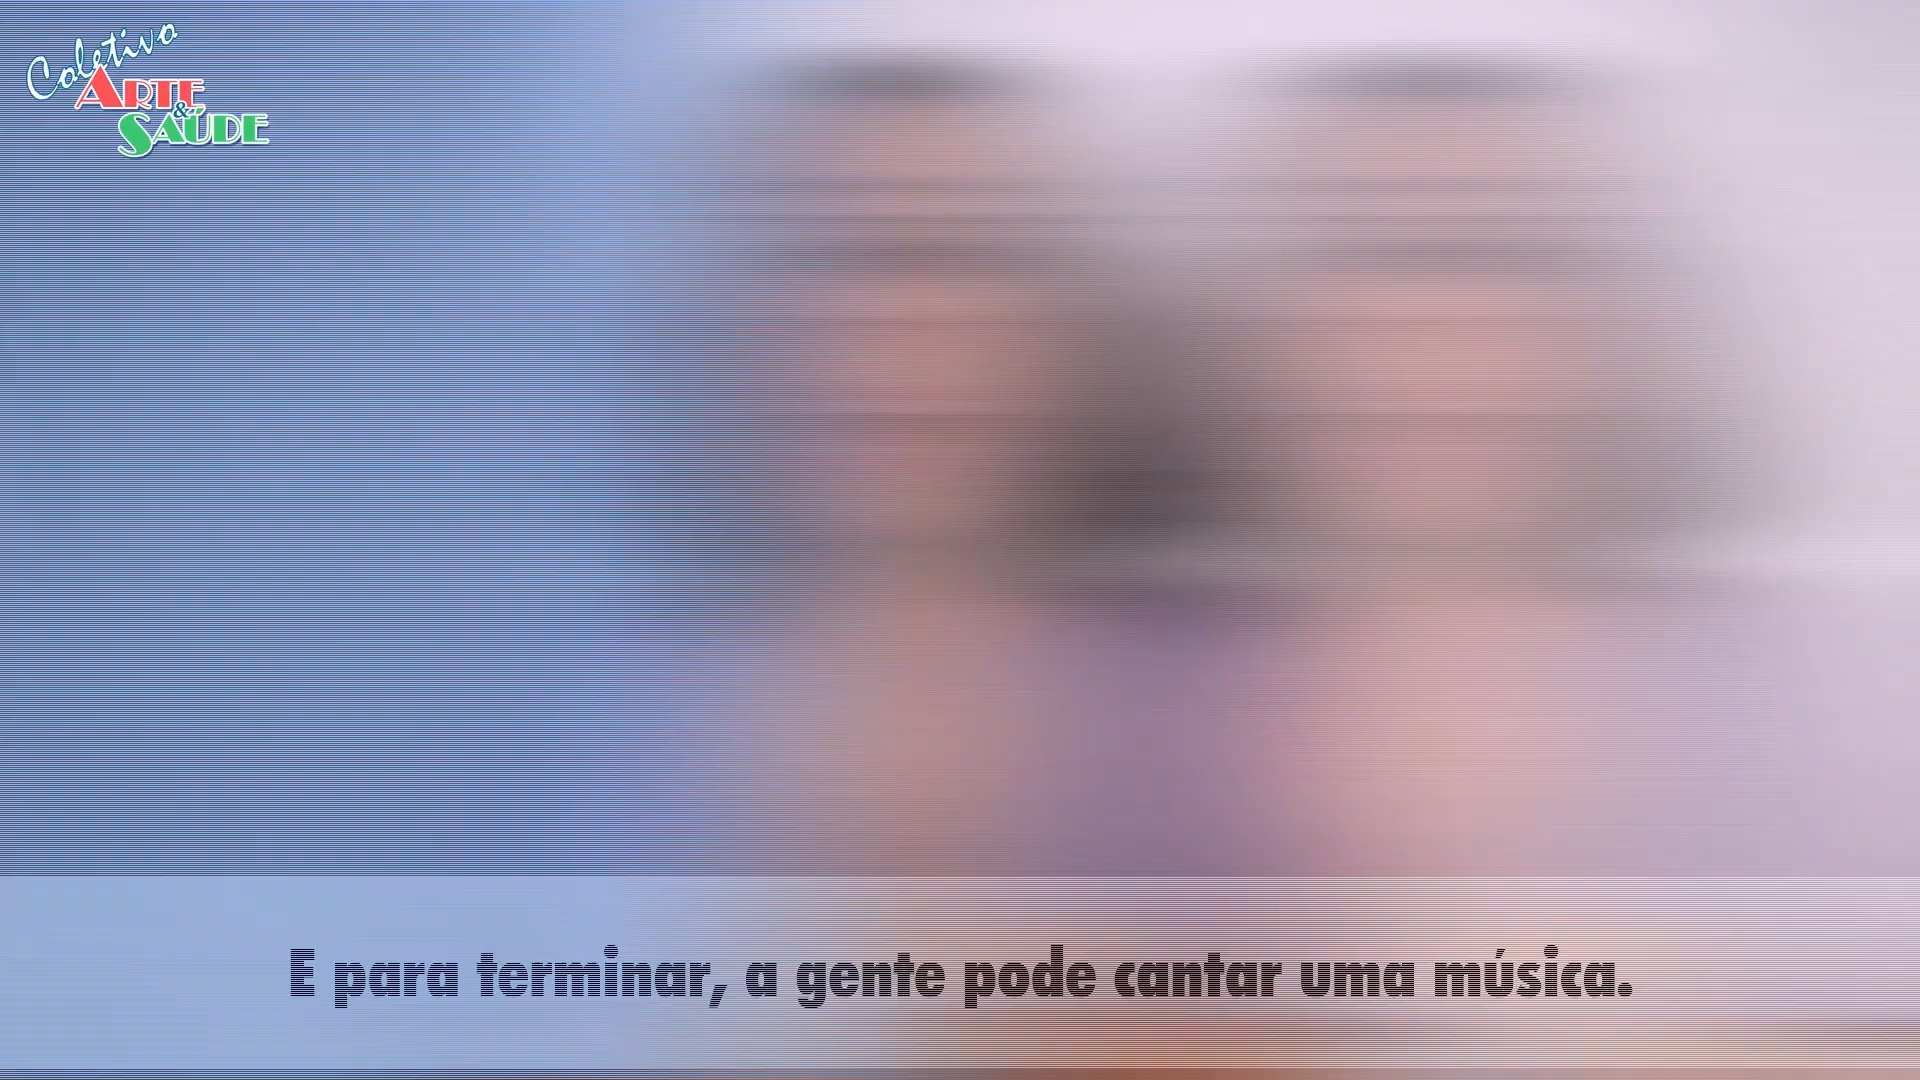 Coletivo
ARTE
&
SAÚDE
E para terminar, a gente pode cantar uma música.